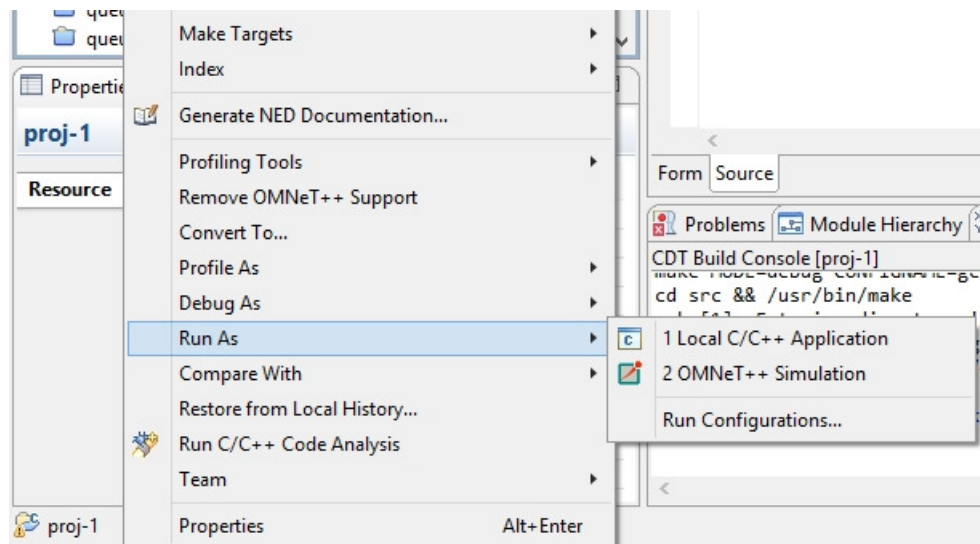 Make Targets
Index
Propertie
Generate NED Documentation...
proj-1
Profiling Tools
Resource
Remove OMNeT++ Support
Convert To...
Profile As
Debug As
Run As
Compare With
Restore from Local History...
Run C/C++ Code Analysis
Team
Properties Alt+Enter
proj-1
Form Source
Problems Module Hierarchy
CDT Build Console [proj-1]
cd src && /usr/bin/make
1 Local C/C++ Application
2 OMNeT++ Simulation
Run Configurations...